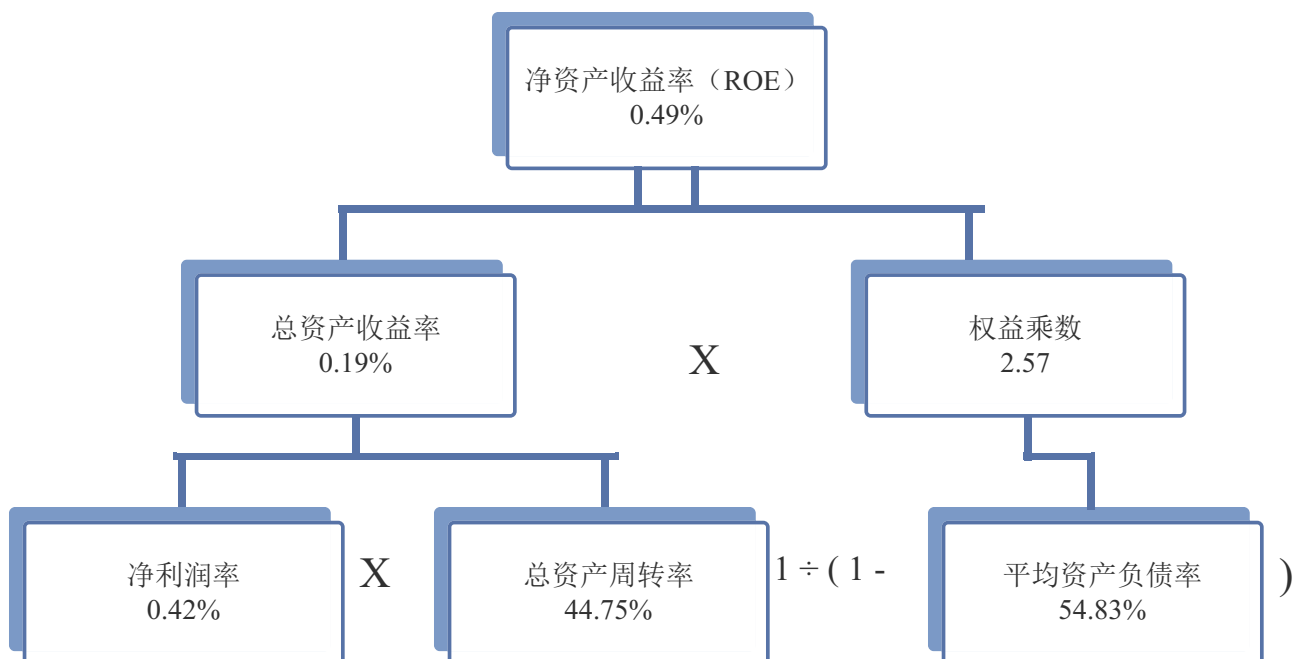 净资产收益率（ROE）
0.49%
总资产收益率
0.19%
X
权益乘数
2.57
净利润率
0.42%
X
总资产周转率
44.75%
1 ÷ ( 1 -
平均资产负债率
54.83%
)